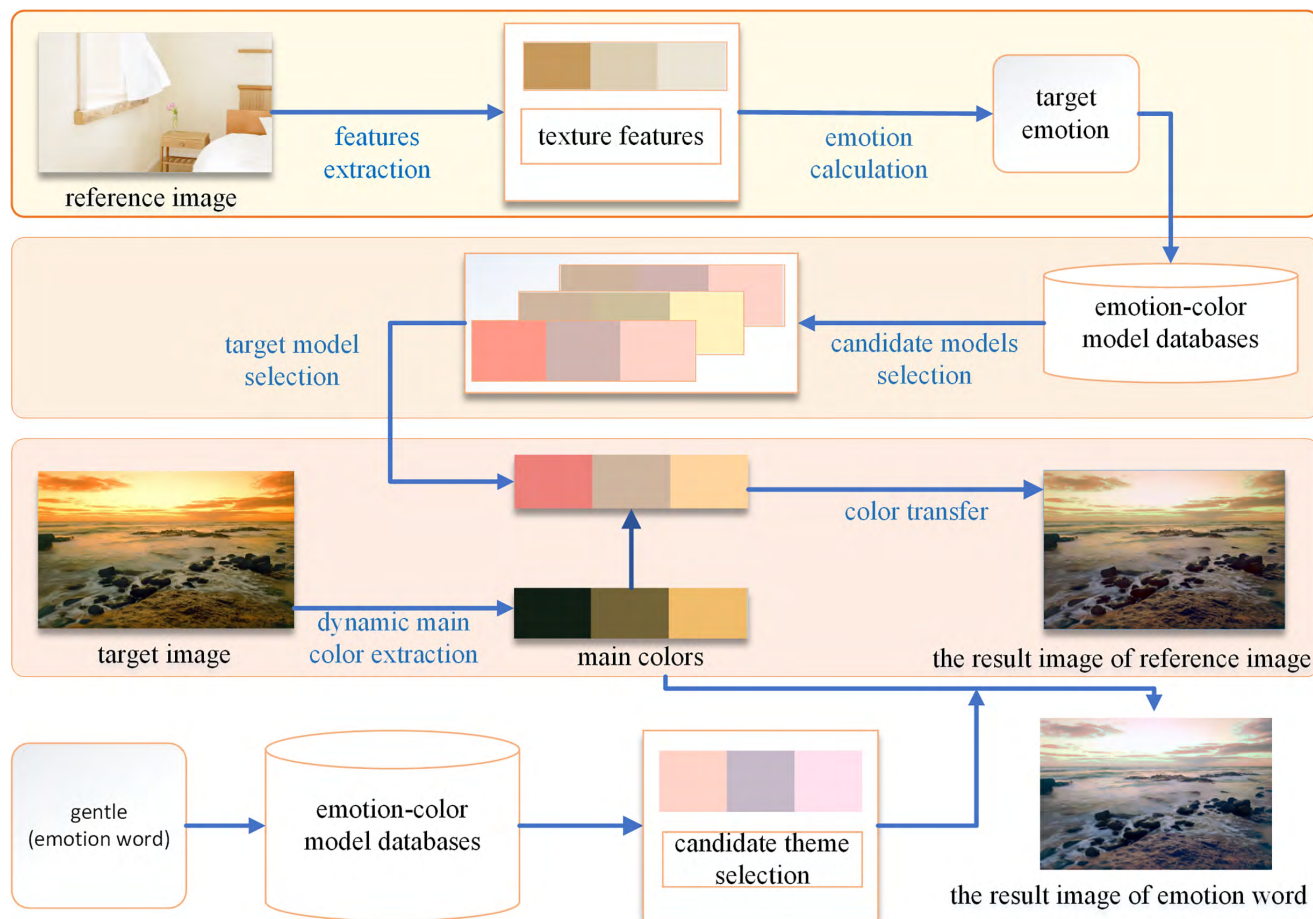 reference image
features
extraction
texture features
emotion
calculation
target
emotion
emotion-color
model databases
candidate models
selection
target model
selection
target image
dynamic main
color extraction
main colors
color transfer
the result image of reference image
gentle
(emotion word)
emotion-color
model databases
candidate theme
selection
the result image of emotion word